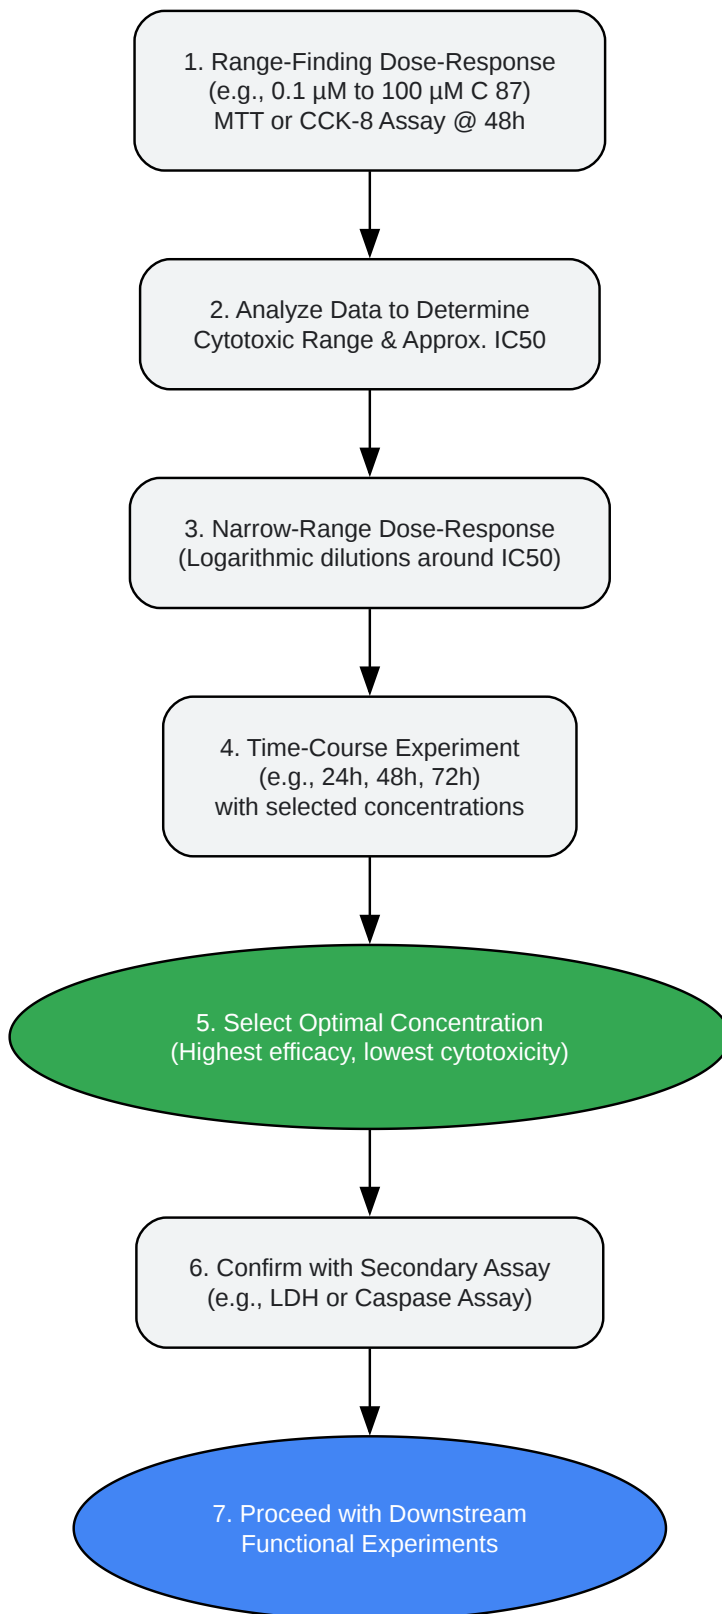 1. Range-Finding Dose-Response
(e.g., 0.1 µM to 100 µM C 87)
MTT or CCK-8 Assay @ 48h
2. Analyze Data to Determine
Cytotoxic Range & Approx. IC50
3. Narrow-Range Dose-Response
(Logarithmic dilutions around IC50)
4. Time-Course Experiment
(e.g., 24h, 48h, 72h)
with selected concentrations
5. Select Optimal Concentration
(Highest efficacy, lowest cytotoxicity)
6. Confirm with Secondary Assay
(e.g., LDH or Caspase Assay)
7. Proceed with Downstream
Functional Experiments